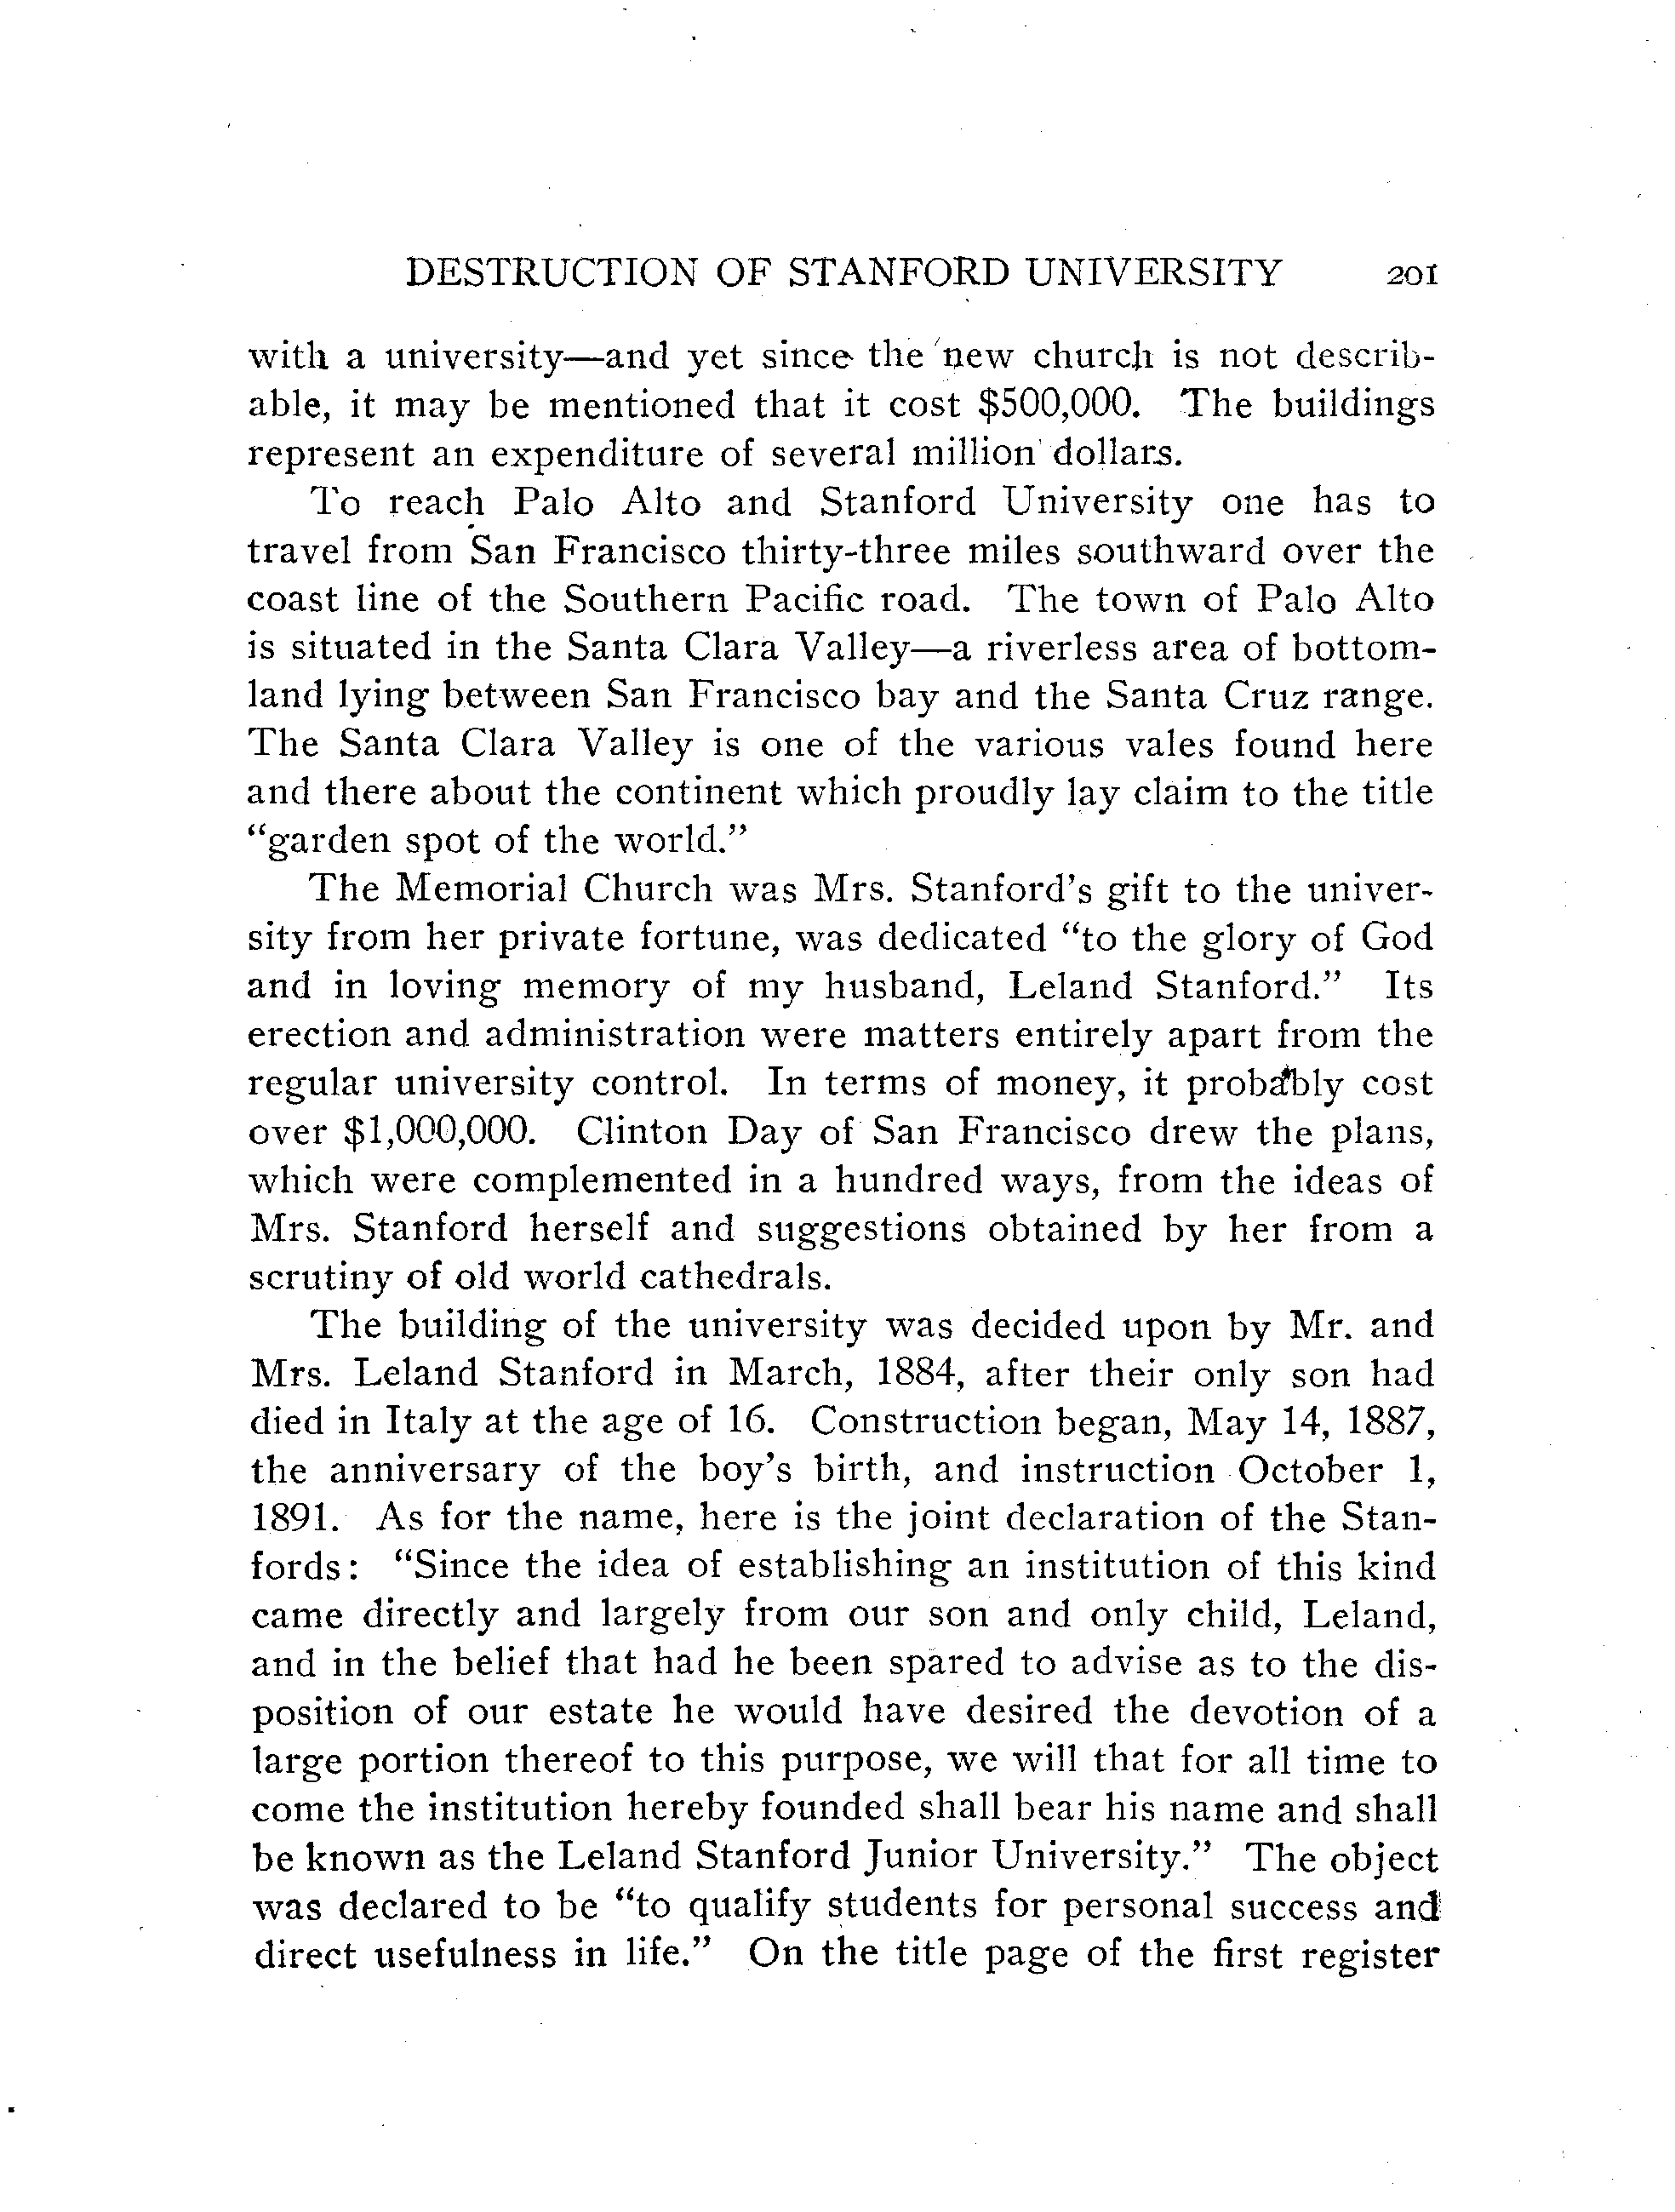 DESTRUCTION OF STANFORD UNIVERSITY 201
with a university—and yet since the new church is not describ-
able, it may be mentioned that it cost $500,000. The buildings
represent an expenditure of several million dollars.
To reach Palo Alto and Stanford University one has to
travel from San Francisco thirty-three miles southward over the
coast line of the Southern Pacific road. The town of Palo Alto
is situated in the Santa Clara Valley—a riverless area of bottom-
land lying between San Francisco bay and the Santa Cruz range.
The Santa Clara Valley is one of the various vales found here
and there about the continent which proudly lay claim to the title
“garden spot of the world.”
The Memorial Church was Mrs. Stanford’s gift to the univer-
sity from her private fortune, was dedicated “to the glory of God
and in loving memory of my husband, Leland Stanford.” Its
erection and administration were matters entirely apart from the
regular university control. In terms of money, it probably cost
over $1,000,000. Clinton Day of San Francisco drew the plans,
which were complemented in a hundred ways, from the ideas of
Mrs. Stanford herself and suggestions obtained by her from a
scrutiny of old world cathedrals.
The building of the university was decided upon by Mr. and
Mrs. Leland Stanford in March, 1884, after their only son had
died in Italy at the age of 16. Construction began, May 14, 1887,
the anniversary of the boy’s birth, and instruction October 1,
1891. As for the name, here is the joint declaration of the Stan-
fords: “Since the idea of establishing an institution of this kind
came directly and largely from our son and only child, Leland,
and in the belief that had he been spared to advise as to the dis-
position of our estate he would have desired the devotion of a
large portion thereof to this purpose, we will that for all time to
come the institution hereby founded shall bear his name and shall
be known as the Leland Stanford Junior University.” The object
was declared to be “to qualify students for personal success and
direct usefulness in life.” On the title page of the first register